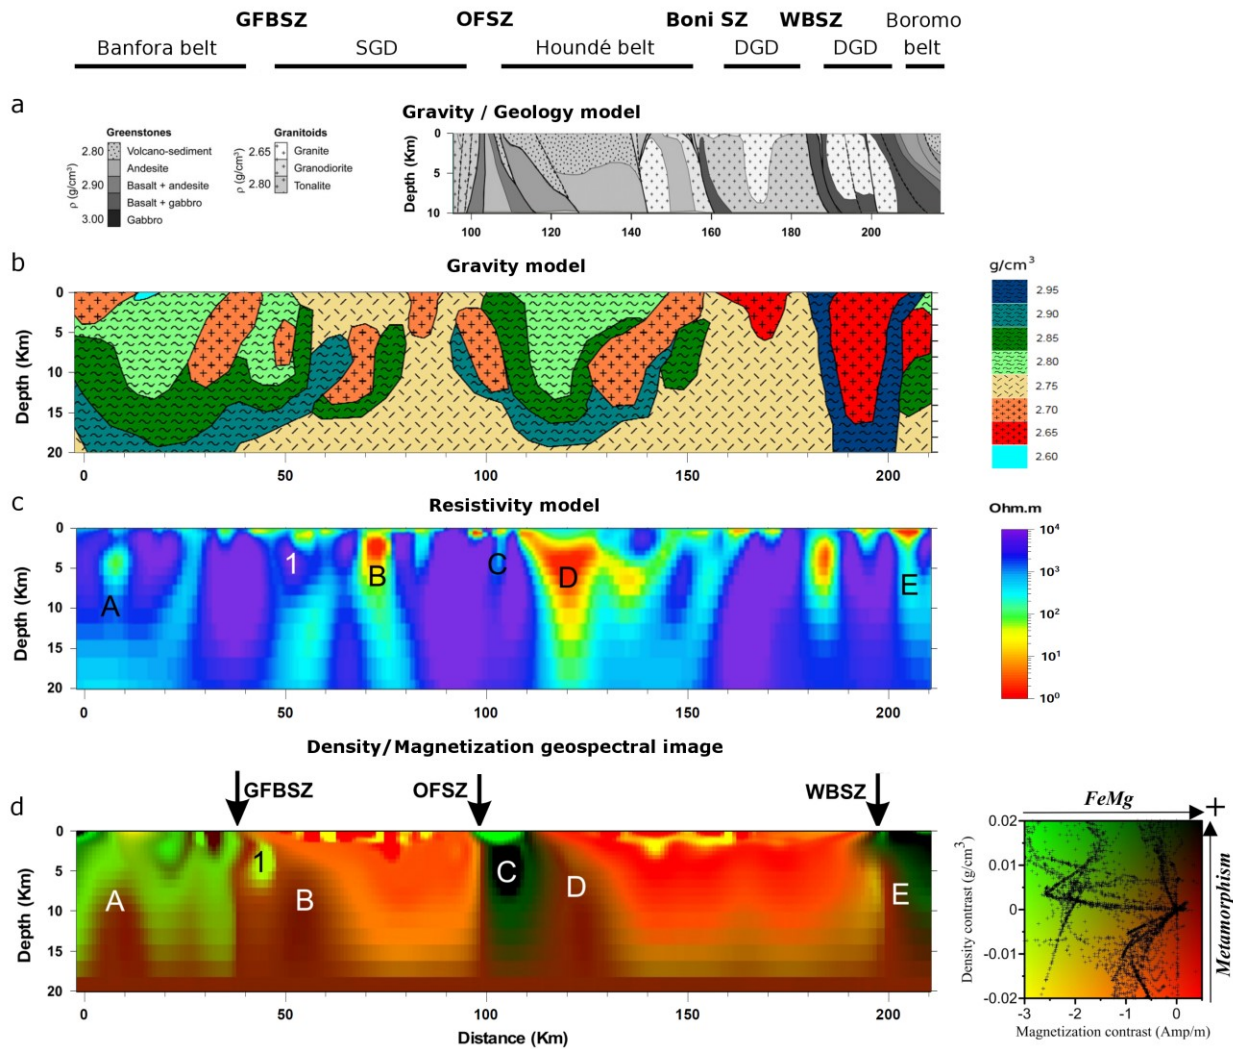 GFBSZ OFSZ Boni SZ WBSZ Boromo
Banfora belt SGD Houndé belt DGD DGD belt
a
Gravity / Geology model
Greenstones Granitoids
2.80 Volcano-sediment 2.65 Granite
Andesite Granodiorite
2.90 Basalt + andesite 2.80 Tonalite
Basalt + gabbro
3.00 Gabbro
ρ (g/cm³) ρ (g/cm³)
Depth (Km)
0
5
10
100 120 140 160 180 200
b
Gravity model
g/cm³
2.95
2.90
2.85
2.80
2.75
2.70
2.65
2.60
Depth (Km)
0
5
10
15
20
0 50 100 150 200
c
Resistivity model
Ohm.m
10⁴
10³
10²
10¹
10⁰
Depth (Km)
0
5
10
15
20
A 1 B C D E
0 50 100 150 200
Density/Magnetization geospectral image
GFBSZ OFSZ WBSZ
d
Depth (Km)
0
5
10
15
20
A 1 B C D E
0 50 100 150 200
Distance (Km)
FeMg +
Metamorphism
Density contrast (g/cm³)
0.02
0.01
0
-0.01
-0.02
-3 -2 -1 0
Magnetization contrast (Amp/m)